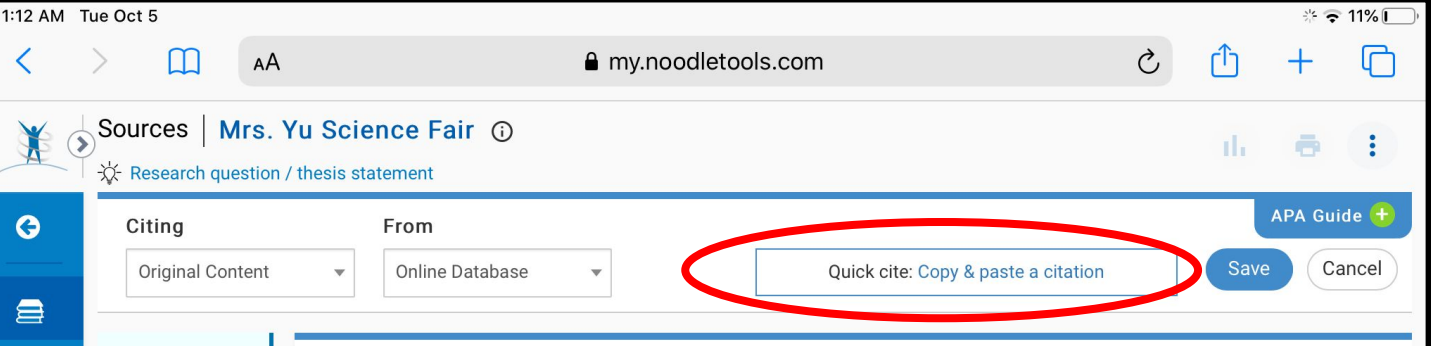 1:12 AM Tue Oct 5 11%
AA my.noodletools.com
Sources | Mrs. Yu Science Fair
Research question / thesis statement
APA Guide
Citing From
Original Content Online Database Quick cite: Copy & paste a citation Save Cancel